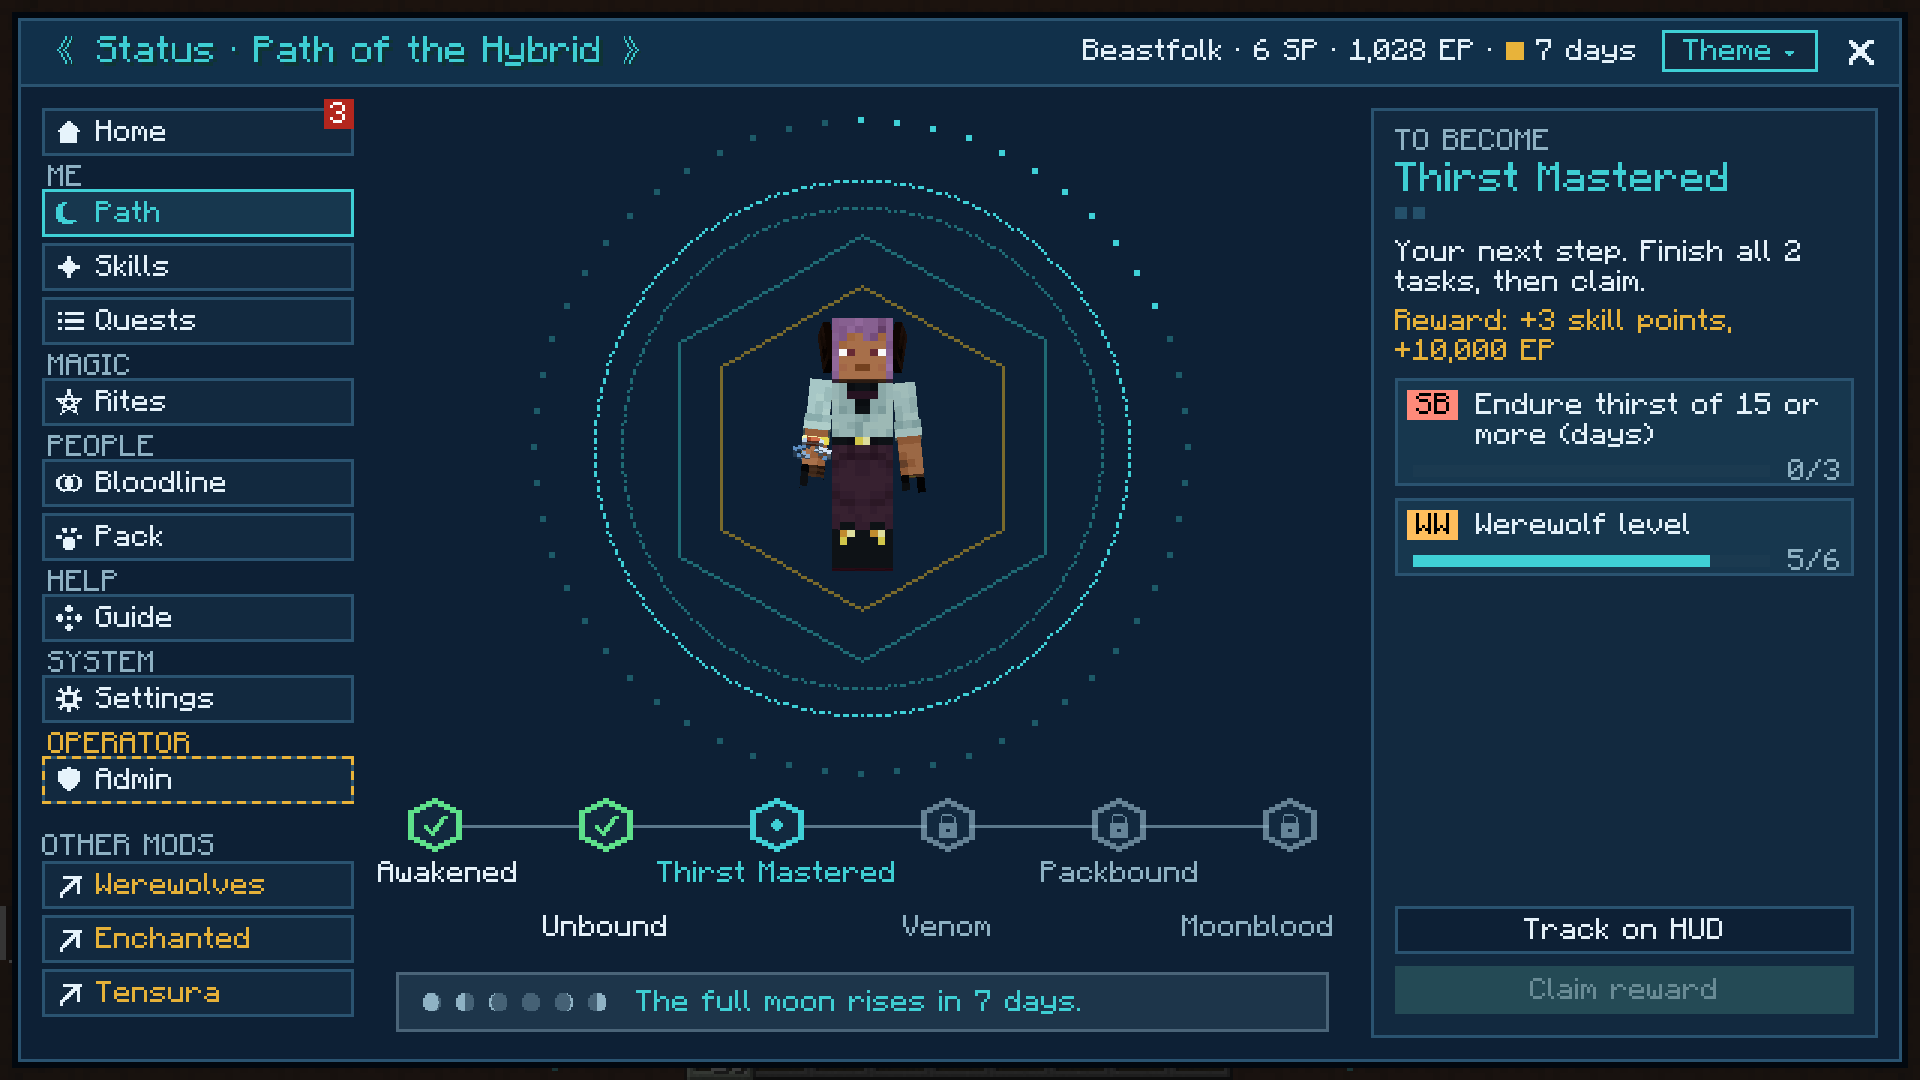 《 Status · Path of the Hybrid 》
Beastfolk · 6 SP · 1,028 EP · 7 days
Theme
Home
3
ME
Path
Skills
Quests
MAGIC
Rites
PEOPLE
Bloodline
Pack
HELP
Guide
SYSTEM
Settings
OPERATOR
Admin
OTHER MODS
Werewolves
Enchanted
Tensura
Awakened
Unbound
Thirst Mastered
Venom
Packbound
Moonblood
The full moon rises in 7 days.
TO BECOME
Thirst Mastered
Your next step. Finish all 2
tasks, then claim.
Reward: +3 skill points,
+10,000 EP
SB Endure thirst of 15 or
more (days)
0/3
WW Werewolf level
5/6
Track on HUD
Claim reward